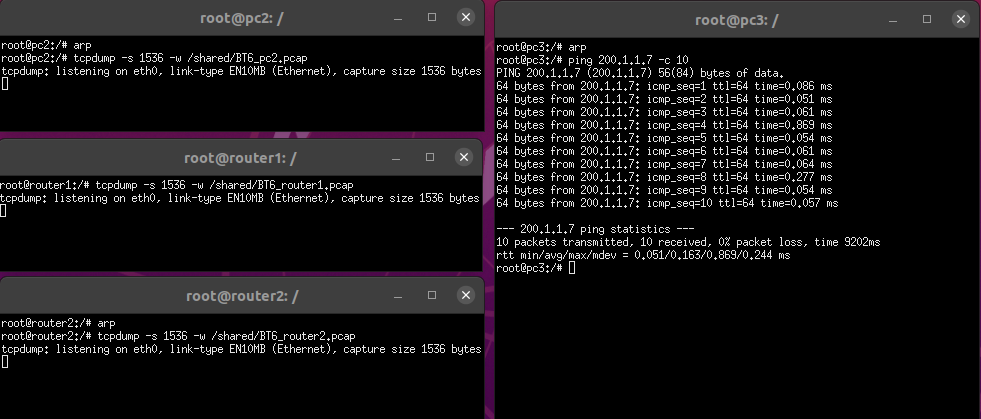 root@pc2: /
root@pc2:/# arp
root@pc2:/# tcpdump -s 1536 -w /shared/BT6_pc2.pcap
tcpdump: listening on eth0, link-type EN10MB (Ethernet), capture size 1536 bytes
root@router1: /
root@router1:/# tcpdump -s 1536 -w /shared/BT6_router1.pcap
tcpdump: listening on eth0, link-type EN10MB (Ethernet), capture size 1536 bytes
root@router2: /
root@router2:/# arp
root@router2:/# tcpdump -s 1536 -w /shared/BT6_router2.pcap
tcpdump: listening on eth0, link-type EN10MB (Ethernet), capture size 1536 bytes
root@pc3: /
root@pc3:/# arp
root@pc3:/# ping 200.1.1.7 -c 10
PING 200.1.1.7 (200.1.1.7) 56(84) bytes of data.
64 bytes from 200.1.1.7: icmp_seq=1 ttl=64 time=0.086 ms
64 bytes from 200.1.1.7: icmp_seq=2 ttl=64 time=0.051 ms
64 bytes from 200.1.1.7: icmp_seq=3 ttl=64 time=0.061 ms
64 bytes from 200.1.1.7: icmp_seq=4 ttl=64 time=0.869 ms
64 bytes from 200.1.1.7: icmp_seq=5 ttl=64 time=0.054 ms
64 bytes from 200.1.1.7: icmp_seq=6 ttl=64 time=0.061 ms
64 bytes from 200.1.1.7: icmp_seq=7 ttl=64 time=0.064 ms
64 bytes from 200.1.1.7: icmp_seq=8 ttl=64 time=0.277 ms
64 bytes from 200.1.1.7: icmp_seq=9 ttl=64 time=0.054 ms
64 bytes from 200.1.1.7: icmp_seq=10 ttl=64 time=0.057 ms
--- 200.1.1.7 ping statistics ---
10 packets transmitted, 10 received, 0% packet loss, time 9202ms
rtt min/avg/max/mdev = 0.051/0.163/0.869/0.244 ms
root@pc3:/#